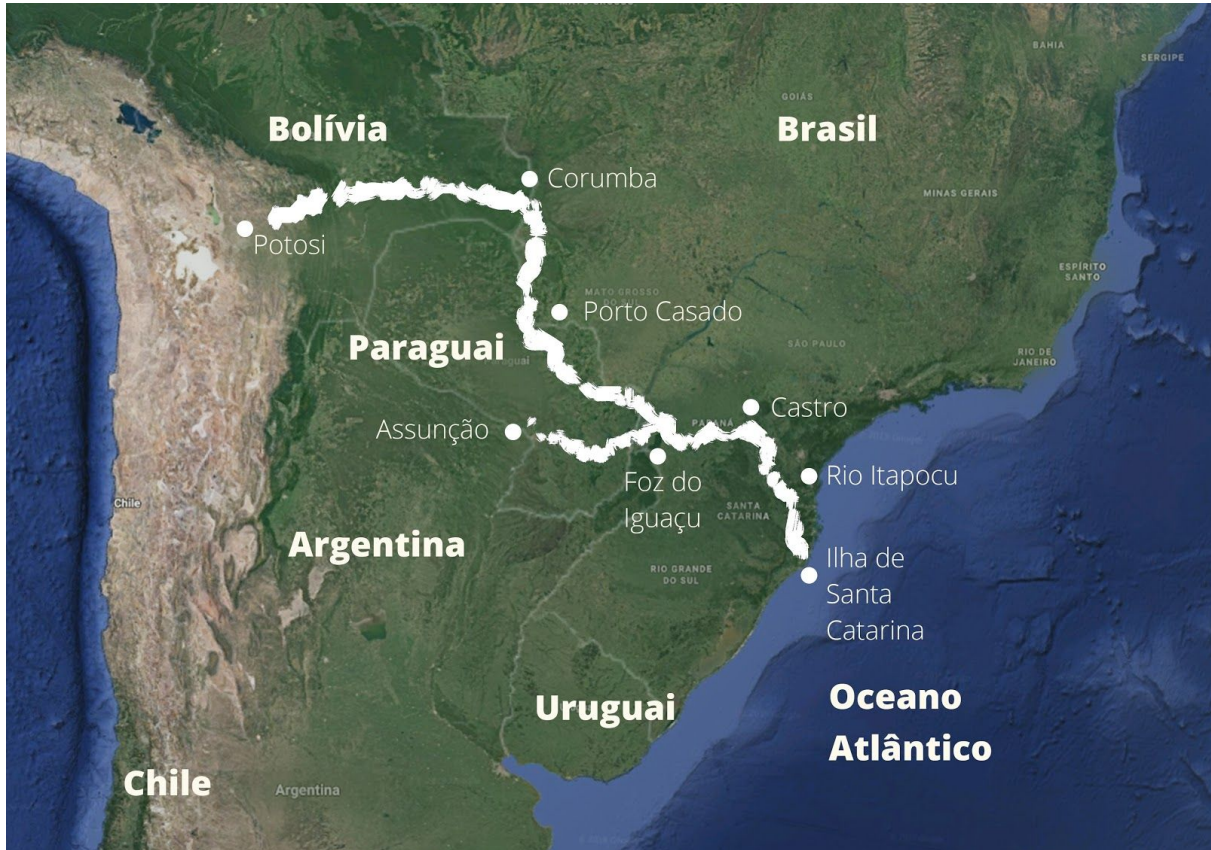 BAHIA
SERGIPE
GOIÁS
Bolívia
Brasil
Corumba
MINAS GERAIS
Potosi
ESPÍRITO
SANTO
MATO GROSSO
DO SUL
Porto Casado
Paraguai
SÃO PAULO
RIO DE
JANEIRO
Castro
Assunção
PARANÁ
Rio Itapocu
Foz do
Iguaçu
Chile
SANTA
CATARINA
Argentina
Ilha de
Santa
Catarina
RIO GRANDE
DO SUL
Uruguai
Oceano
Atlântico
Chile
Argentina